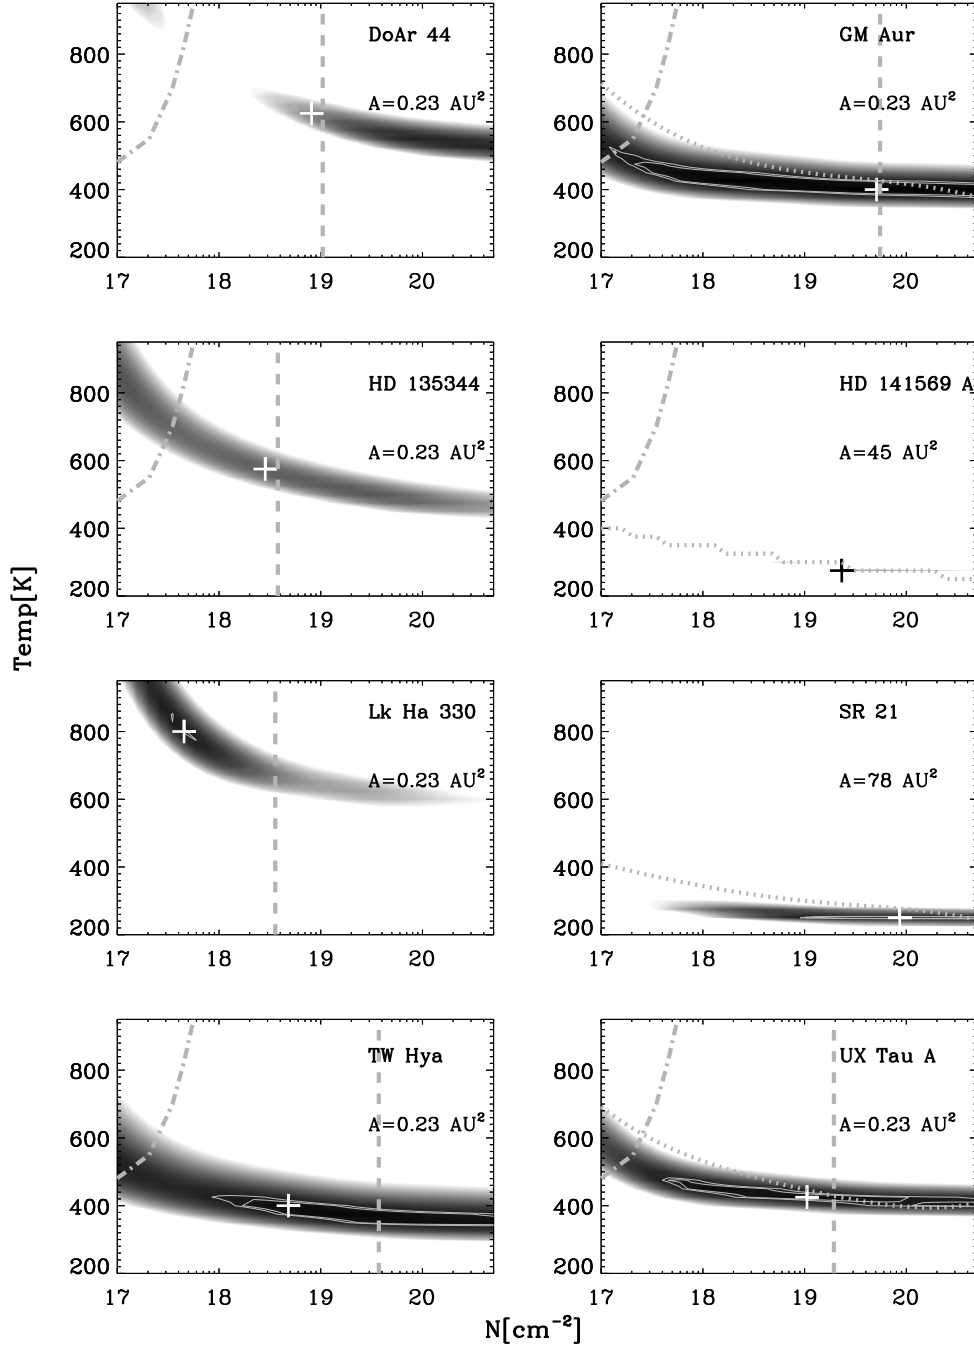 DoAr 44
A=0.23 AU²
800
600
400
200
17 18 19 20
GM Aur
A=0.23 AU²
800
600
400
200
17 18 19 20
HD 135344
A=0.23 AU²
800
600
400
200
17 18 19 20
HD 141569 A
A=45 AU²
800
600
400
200
17 18 19 20
Temp[K]
Lk Ha 330
A=0.23 AU²
800
600
400
200
17 18 19 20
SR 21
A=78 AU²
800
600
400
200
17 18 19 20
TW Hya
A=0.23 AU²
800
600
400
200
17 18 19 20
UX Tau A
A=0.23 AU²
800
600
400
200
17 18 19 20
N[cm⁻²]